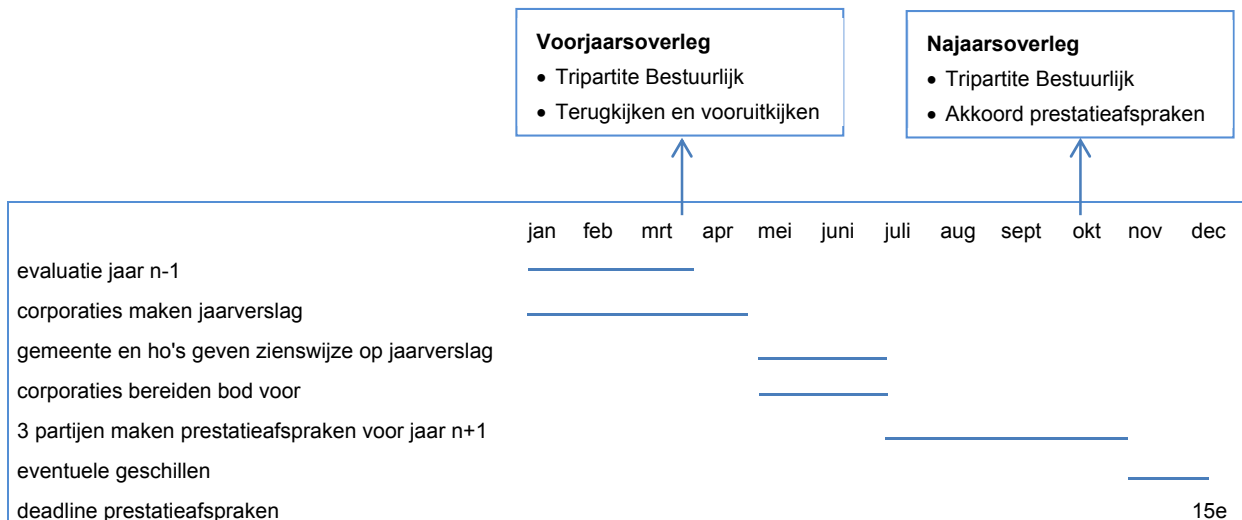 Voorjaarsoverleg
• Tripartite Bestuurlijk
• Terugkijken en vooruitkijken
Najaarsoverleg
• Tripartite Bestuurlijk
• Akkoord prestatieafspraken
jan feb mrt apr mei juni juli aug sept okt nov dec
evaluatie jaar n-1
corporaties maken jaarverslag
gemeente en ho's geven zienswijze op jaarverslag
corporaties bereiden bod voor
3 partijen maken prestatieafspraken voor jaar n+1
eventuele geschillen
deadline prestatieafspraken 15e